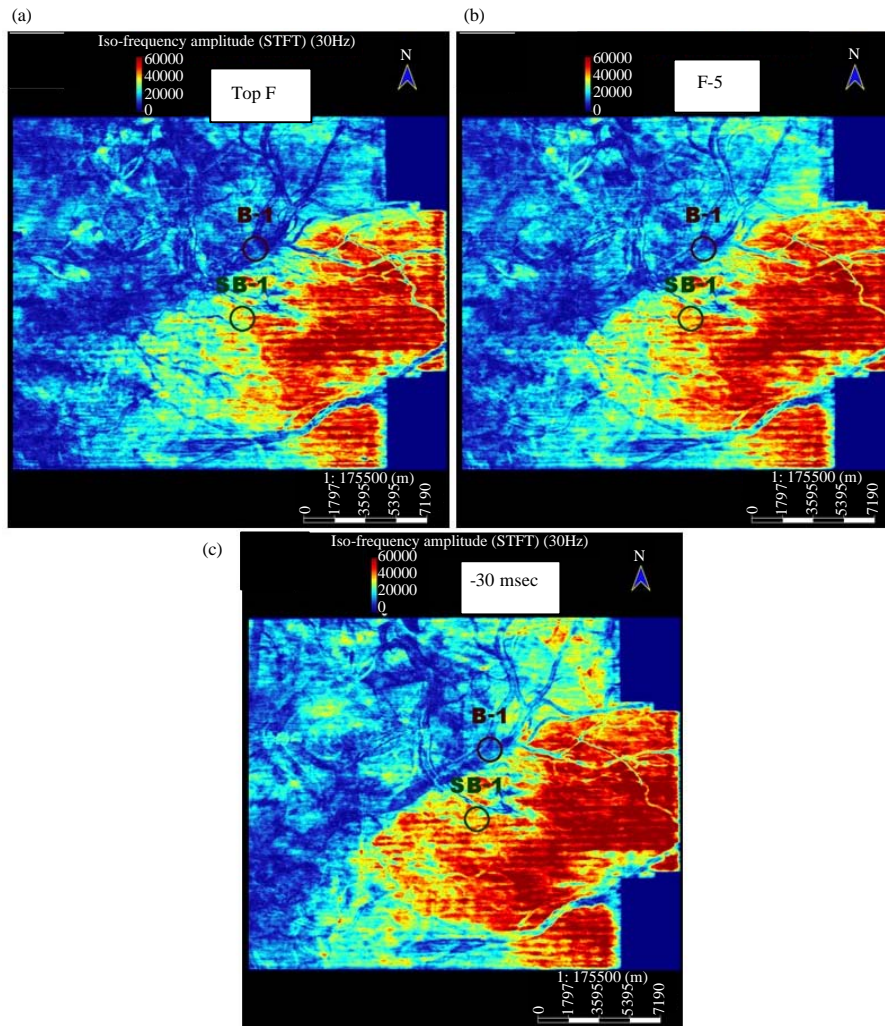 (a)
Iso-frequency amplitude (STFT) (30Hz)
60000
40000
20000
0
Top F
N
B-1
SB-1
1: 175500 (m)
0
1797
3595
5395
7190
(b)
60000
40000
20000
0
F-5
N
B-1
SB-1
1: 175500 (m)
0
1797
3595
5395
7190
(c)
Iso-frequency amplitude (STFT) (30Hz)
60000
40000
20000
0
-30 msec
N
B-1
SB-1
1: 175500 (m)
0
1797
3595
5395
7190